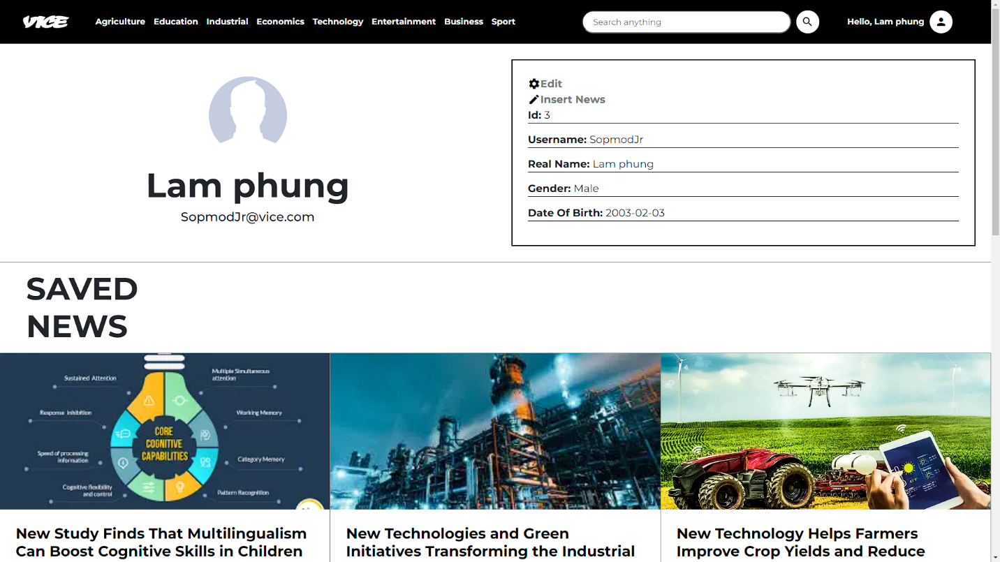 VICE
Agriculture Education Industrial Economics Technology Entertainment Business Sport
Search anything
Hello, Lam phung
Edit
Insert News
Id: 3
Username: SopmodJr
Real Name: Lam phung
Gender: Male
Date Of Birth: 2003-02-03
Lam phung
SopmodJr@vice.com
SAVED
NEWS
Sustained Attention
Multiple Simultaneous
attention
Response Inhibition
Working Memory
CORE
COGNITIVE
CAPABILITIES
Speed of processing
information
Category Memory
Cognitive flexibility
and control
Pattern Recognition
New Study Finds That Multilingualism
Can Boost Cognitive Skills in Children
New Technologies and Green
Initiatives Transforming the Industrial
New Technology Helps Farmers
Improve Crop Yields and Reduce